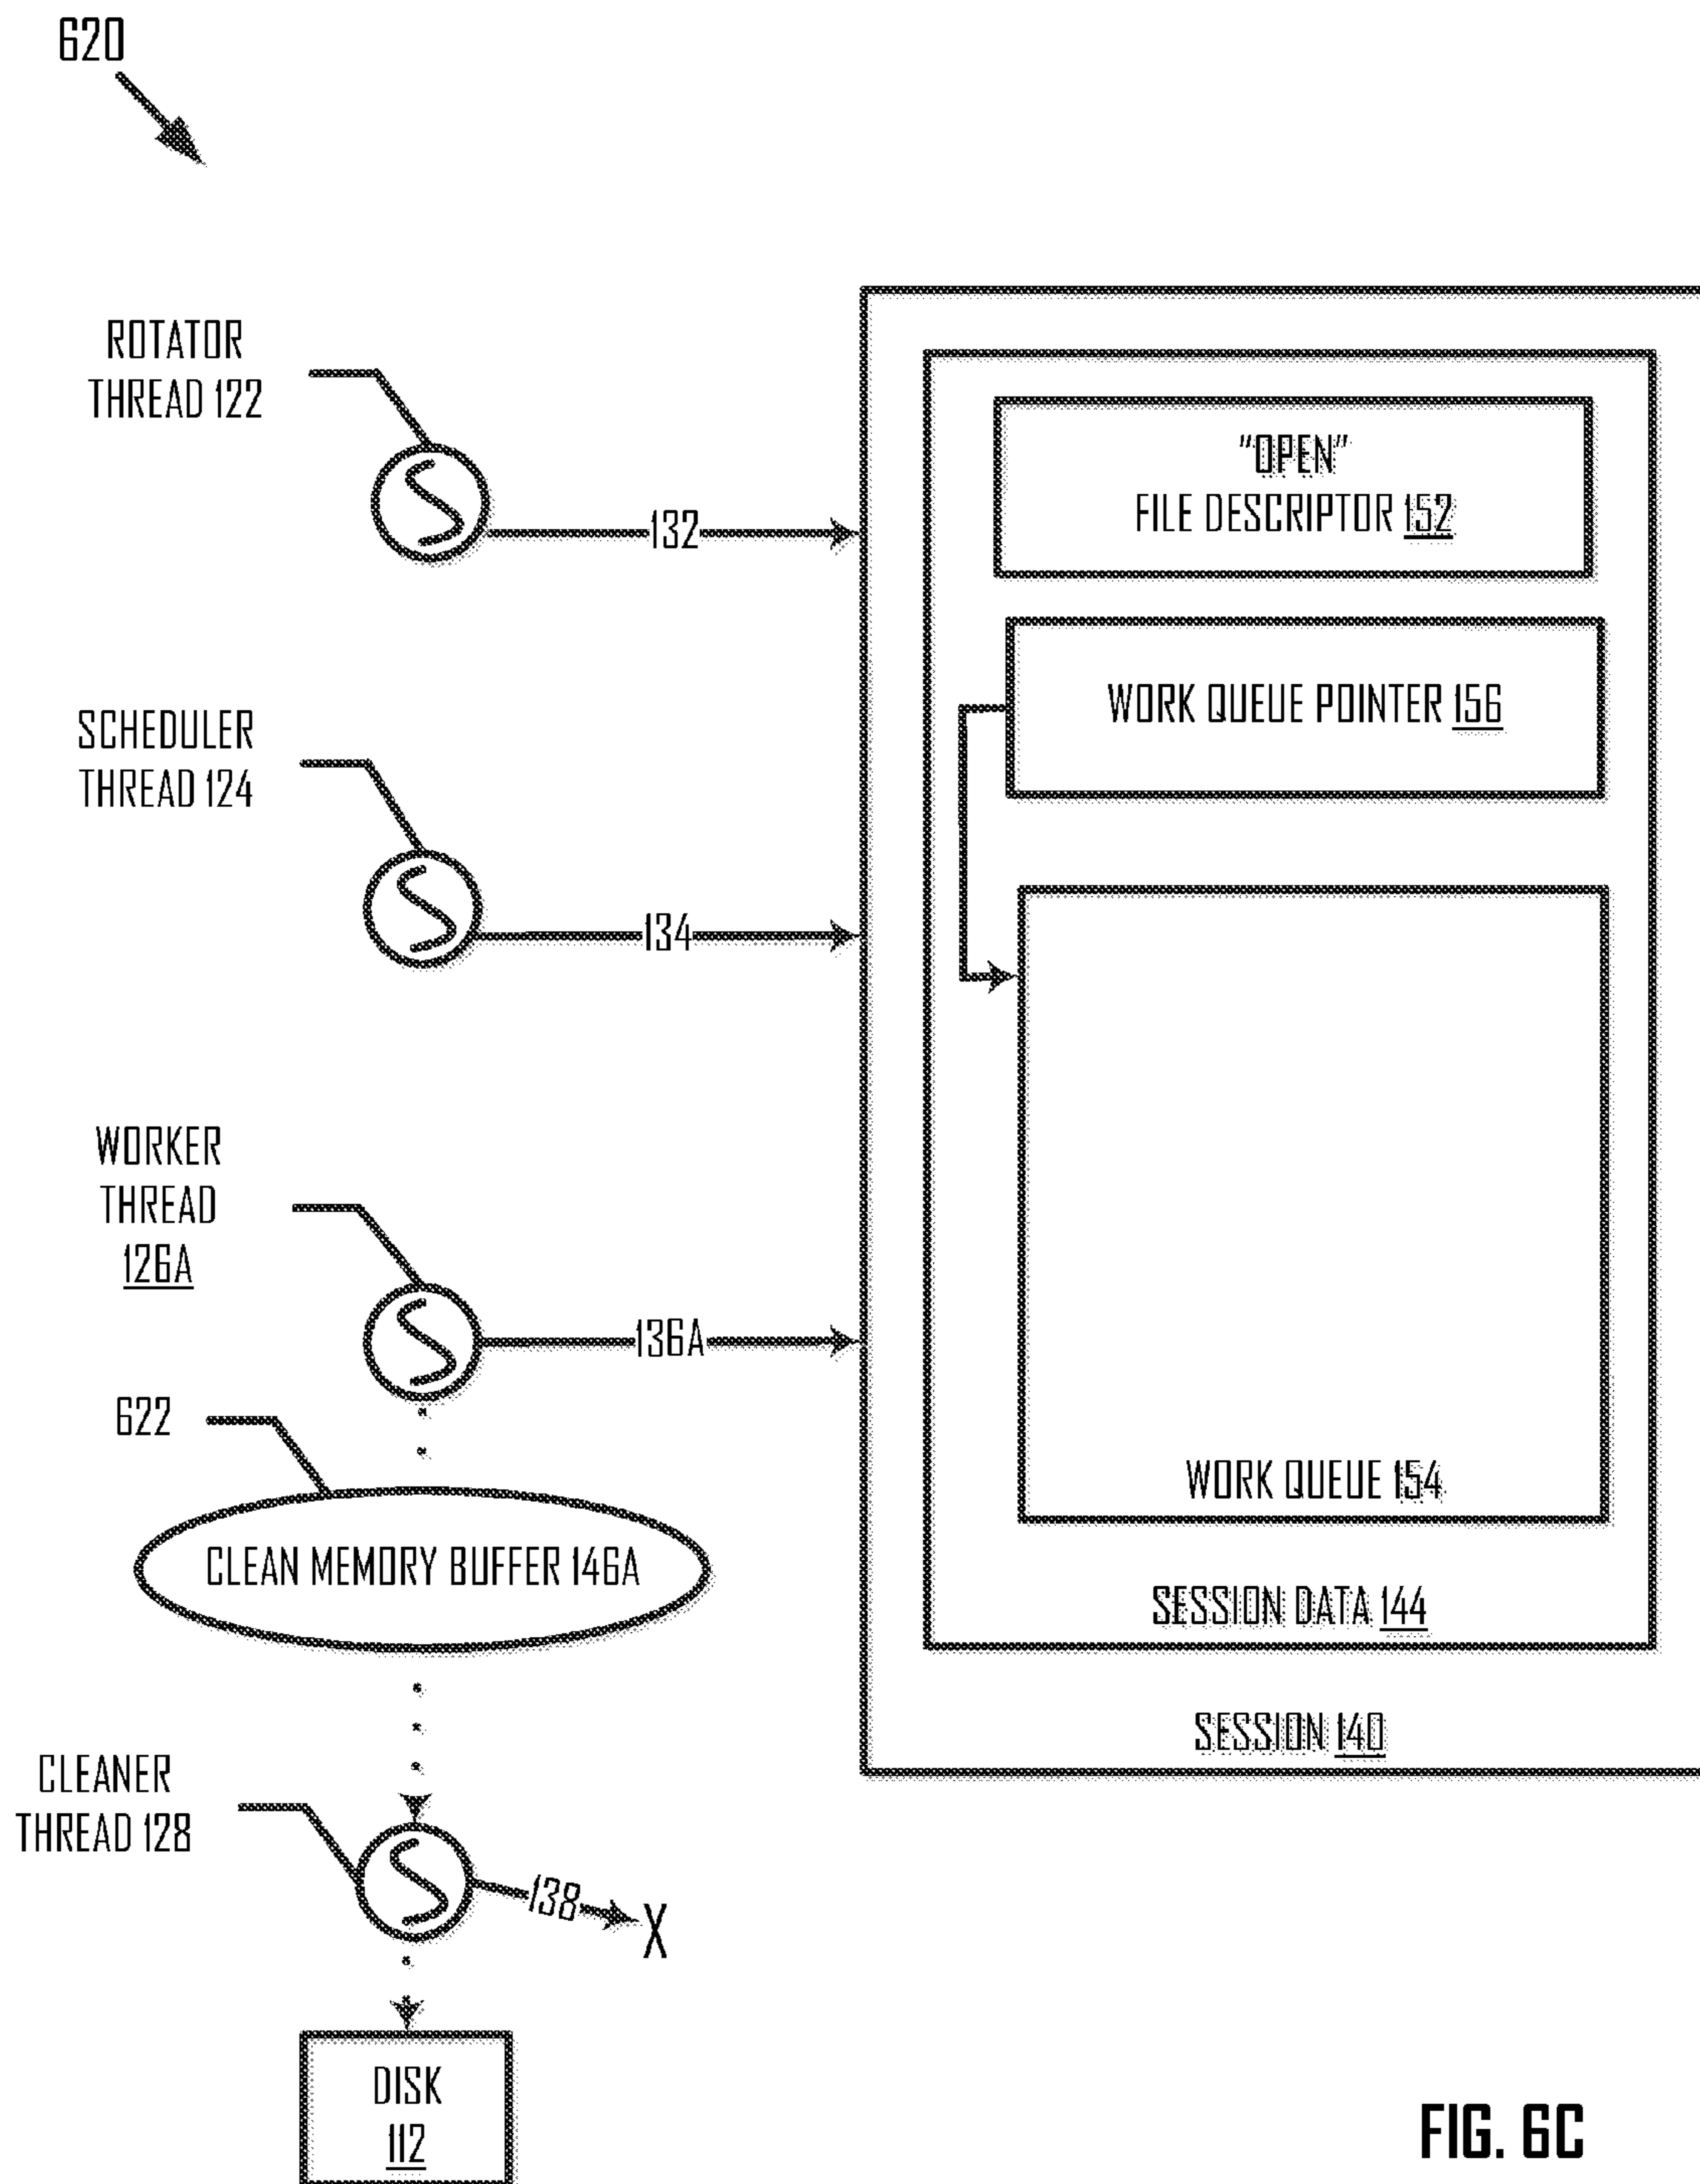 620
ROTATOR
THREAD 122
132
"OPEN"
FILE DESCRIPTOR 152
WORK QUEUE POINTER 156
SCHEDULER
THREAD 124
134
WORKER
THREAD
126A
136A
622
CLEAN MEMORY BUFFER 146A
WORK QUEUE 154
SESSION DATA 144
SESSION 140
CLEANER
THREAD 128
138
X
DISK
112
FIG. 6C